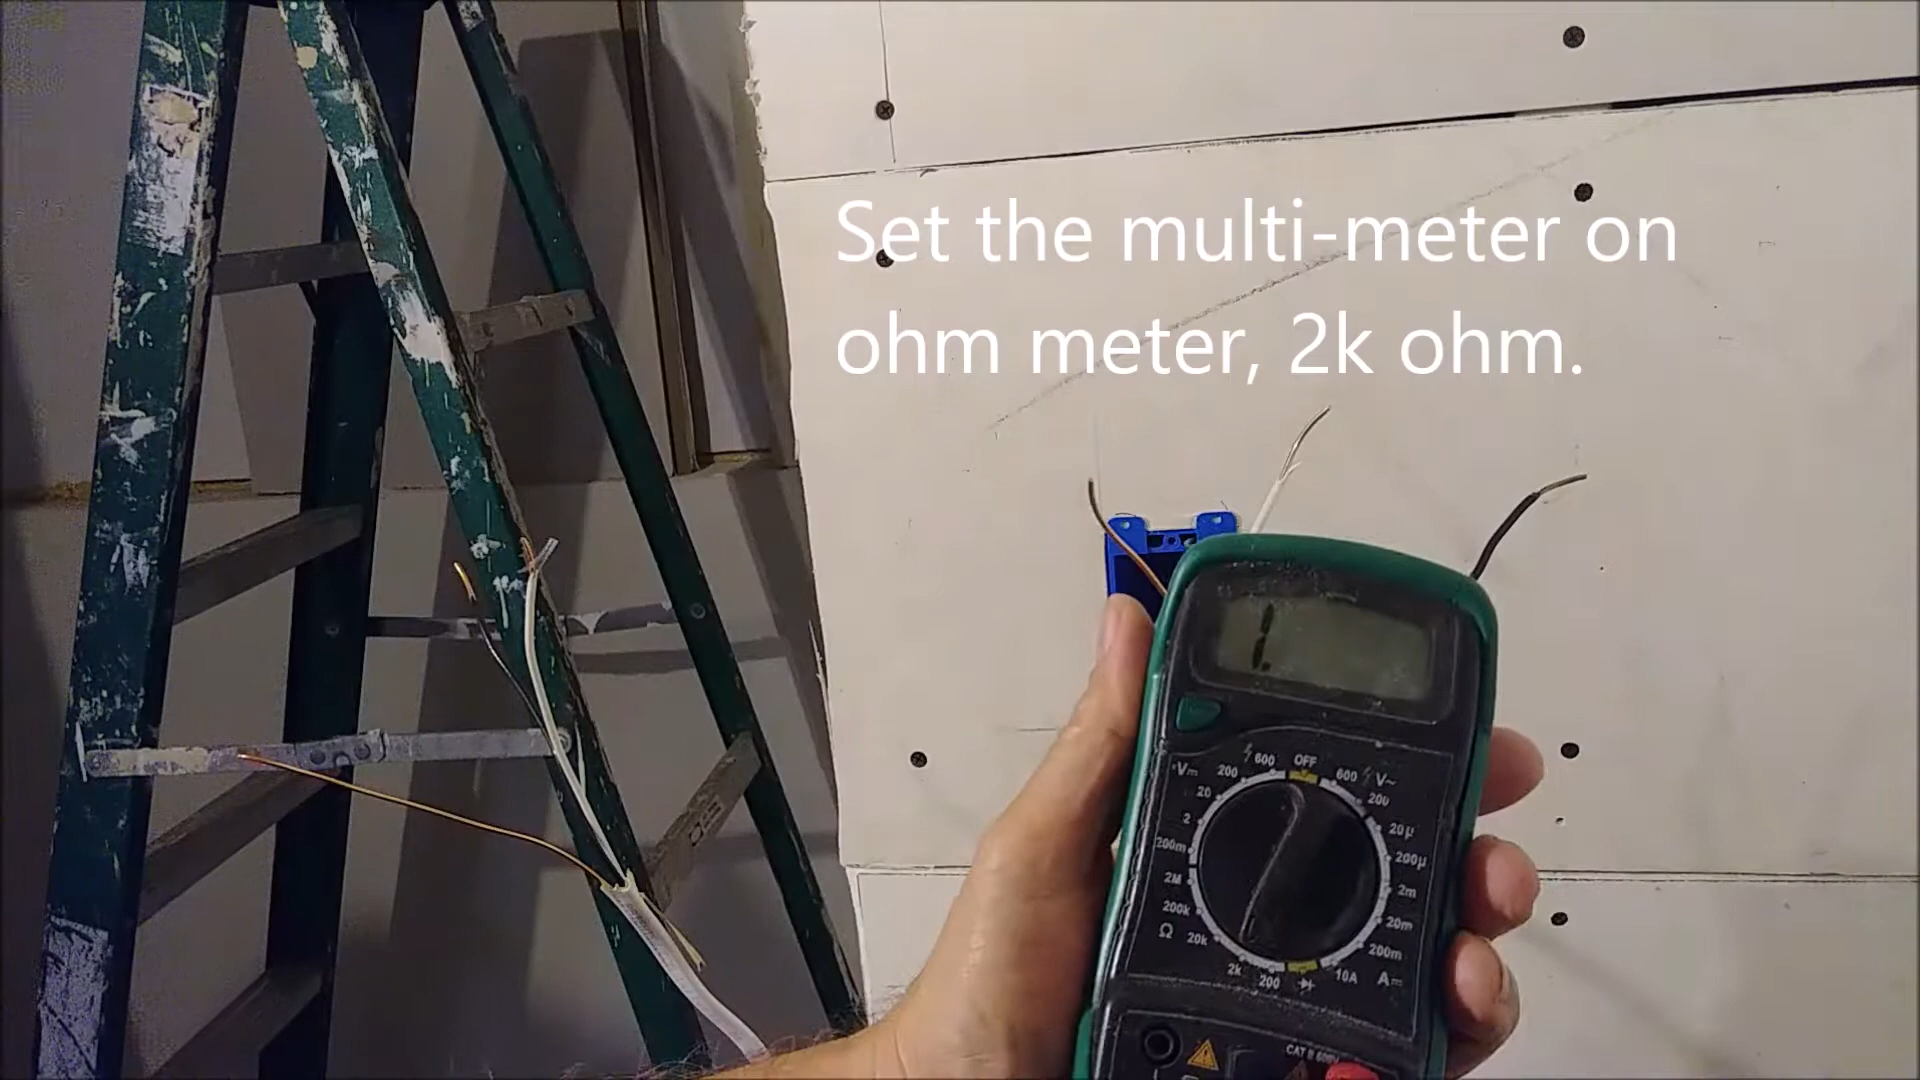 Set the multi-meter on
ohm meter, 2k ohm.
1.
V⎓ 200 600 OFF 600 V~
20 200
2 20µ
200m 200µ
2M 2m
200k 20m
Ω 20k 200m
2k 200 10A A⎓
CAT II 600V